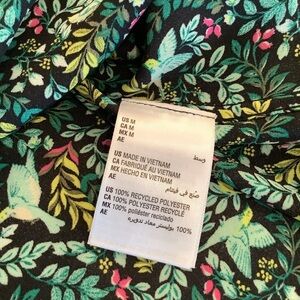 US M
CA M
MX M
AE وسط
US MADE IN VIETNAM
CA FABRIQUÉ AU VIETNAM
MX HECHO EN VIETNAM
AE صنع في فيتنام
US 100% RECYCLED POLYESTER
CA 100% POLYESTER RECYCLÉ
MX 100% poliéster reciclado
AE 100% بوليستر معاد تدويره